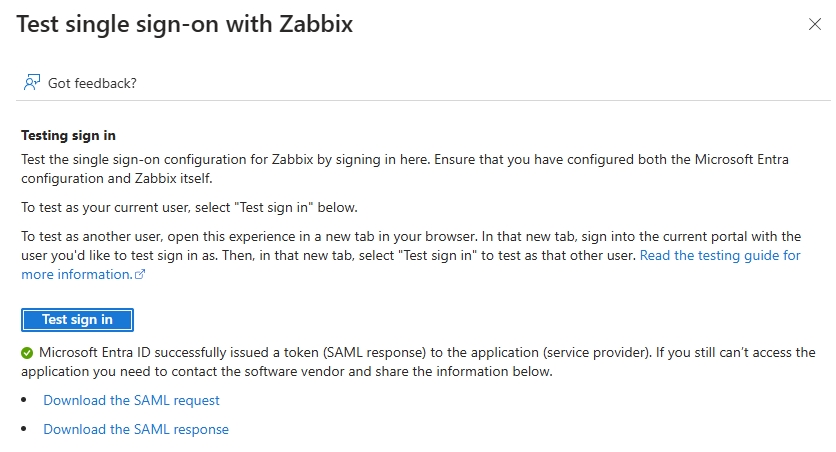 Test single sign-on with Zabbix
Got feedback?
Testing sign in
Test the single sign-on configuration for Zabbix by signing in here. Ensure that you have configured both the Microsoft Entra
configuration and Zabbix itself.
To test as your current user, select "Test sign in" below.
To test as another user, open this experience in a new tab in your browser. In that new tab, sign into the current portal with the
user you'd like to test sign in as. Then, in that new tab, select "Test sign in" to test as that other user. Read the testing guide for
more information.
Test sign in
Microsoft Entra ID successfully issued a token (SAML response) to the application (service provider). If you still can’t access the
application you need to contact the software vendor and share the information below.
• Download the SAML request
• Download the SAML response